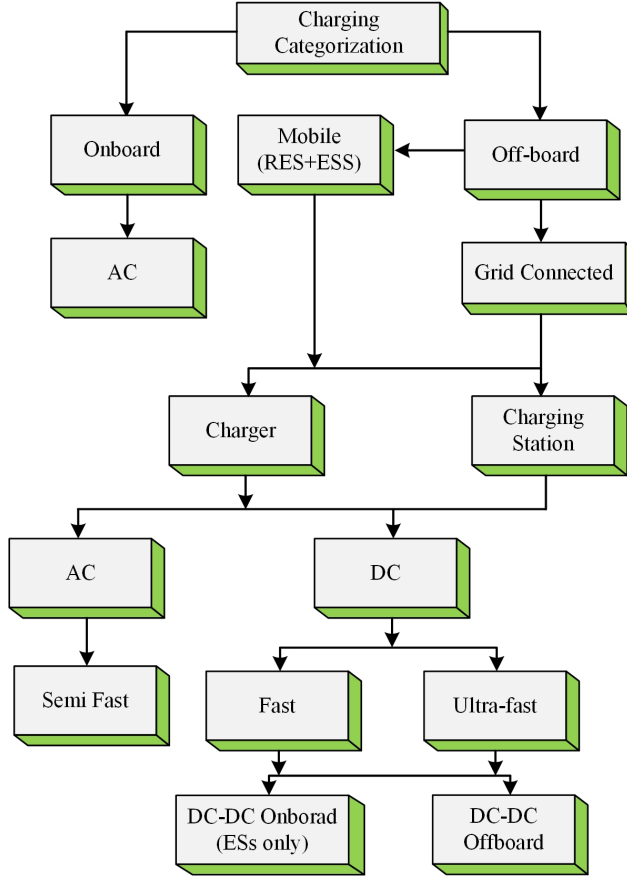 Charging
Categorization
Onboard
Mobile
(RES+ESS)
Off-board
AC
Grid Connected
Charger
Charging
Station
AC
DC
Semi Fast
Fast
Ultra-fast
DC-DC Onborad
(ESs only)
DC-DC
Offboard